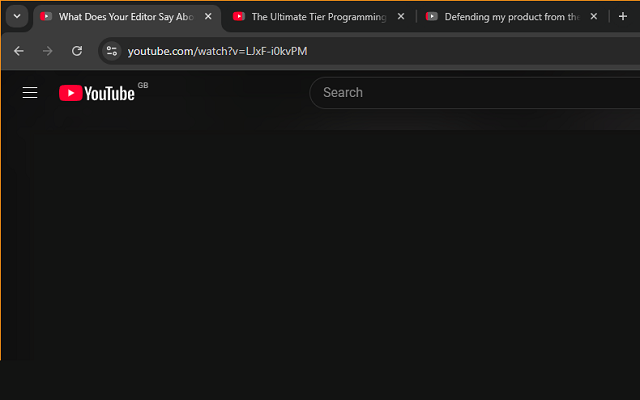 What Does Your Editor Say Abo
The Ultimate Tier Programming
Defending my product from the
youtube.com/watch?v=LJxF-i0kvPM
YouTube GB
Search